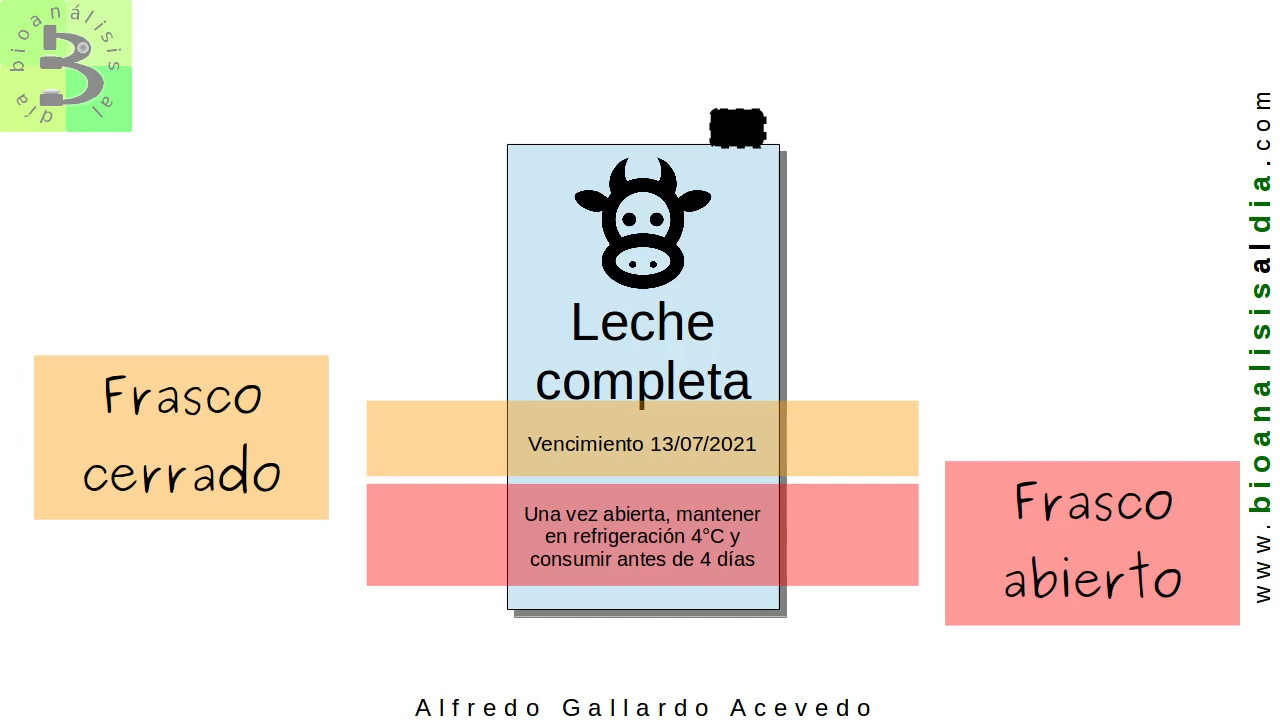 bioanálisis al día
Leche
completa
Vencimiento 13/07/2021
Una vez abierta, mantener
en refrigeración 4°C y
consumir antes de 4 días
Frasco
cerrado
Frasco
abierto
www.bioanalisisaldia.com
Alfredo Gallardo Acevedo